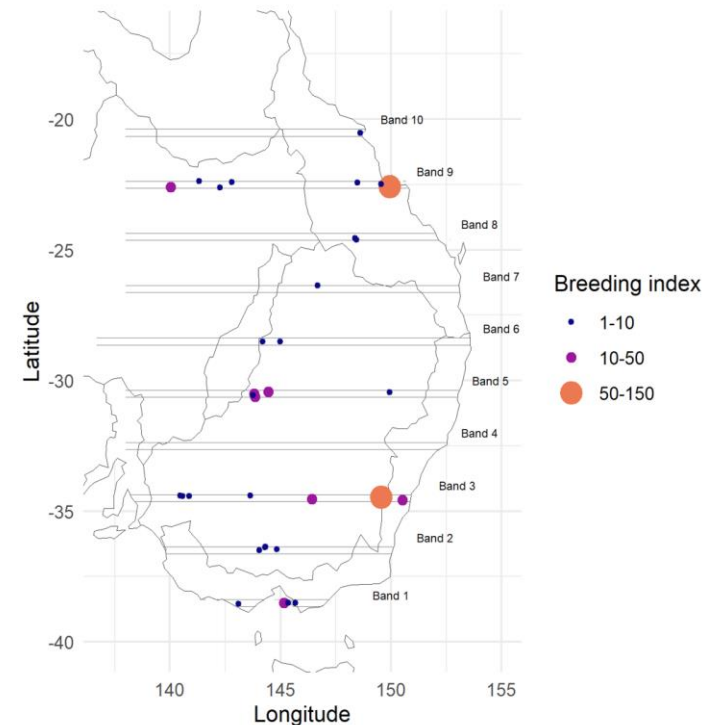 Latitude
-20
-25
-30
-35
-40
Band 10
Band 9
Band 8
Band 7
Band 6
Band 5
Band 4
Band 3
Band 2
Band 1
140
145
150
155
Longitude
Breeding index
1-10
10-50
50-150